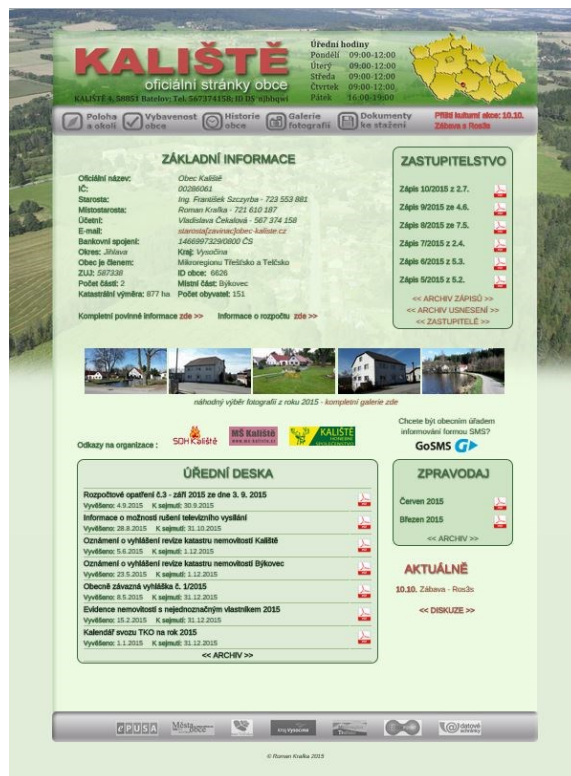 KALIŠTĚ
oficiální stránky obce
KALIŠTĚ 4, 58851 Batelov; Tel. 567374158; ID DS njhbqwi
Úřední hodiny
Pondělí 09:00-12:00
Úterý 09:00-12:00
Středa 09:00-12:00
Čtvrtek 09:00-12:00
Pátek 16:00-19:00
Poloha a okolí
Vybavenost obce
Historie obce
Galerie fotografií
Dokumenty ke stažení
Příští kulturní akce: 10.10.
Zábava s Ros3s
ZÁKLADNÍ INFORMACE
Oficiální název: Obec Kaliště
IČ: 00286061
Starosta: Ing. František Szczyrba - 723 553 881
Místostarosta: Roman Krafka - 721 610 187
Účetní: Vladislava Čekalová - 567 374 158
E-mail: starosta[zavinac]obec-kaliste.cz
Bankovní spojení: 1466997329/0800 ČS
Okres: Jihlava Kraj: Vysočina
Obec je členem: Mikroregionu Třešťsko a Telčsko
ZUJ: 587338 ID obce: 6626
Počet částí: 2 Místní část: Býkovec
Katastrální výměra: 877 ha Počet obyvatel: 151
Kompletní povinné informace zde >> Informace o rozpočtu zde >>
ZASTUPITELSTVO
Zápis 10/2015 z 2.7.
Zápis 9/2015 ze 4.6.
Zápis 8/2015 ze 7.5.
Zápis 7/2015 z 2.4.
Zápis 6/2015 z 5.3.
Zápis 5/2015 z 5.2.
<< ARCHIV ZÁPISŮ >>
<< ARCHIV USNESENÍ >>
<< ZASTUPITELÉ >>
náhodný výběr fotografií z roku 2015 - kompletní galerie zde
Odkazy na organizace :
SDH Kaliště
MŠ Kaliště
KALIŠTĚ
HONEBNÍ
SPOLEČENSTVO
Chcete být obecním úřadem
informováni formou SMS?
GoSMS
ÚŘEDNÍ DESKA
Rozpočtové opatření č.3 - září 2015 ze dne 3. 9. 2015
Vyvěšeno: 4.9.2015 K sejmutí: 30.9.2015
Informace o možnosti rušení televizního vysílání
Vyvěšeno: 28.8.2015 K sejmutí: 31.10.2015
Oznámení o vyhlášení revize katastru nemovitostí Kaliště
Vyvěšeno: 5.6.2015 K sejmutí: 1.12.2015
Oznámení o vyhlášení revize katastru nemovitostí Býkovec
Vyvěšeno: 23.5.2015 K sejmutí: 1.12.2015
Obecně závazná vyhláška č. 1/2015
Vyvěšeno: 8.5.2015 K sejmutí: 31.12.2015
Evidence nemovitostí s nejednoznačným vlastníkem 2015
Vyvěšeno: 15.2.2015 K sejmutí: 31.12.2015
Kalendář svozu TKO na rok 2015
Vyvěšeno: 1.1.2015 K sejmutí: 31.12.2015
<< ARCHIV >>
ZPRAVODAJ
Červen 2015
Březen 2015
<< ARCHIV >>
AKTUÁLNĚ
10.10. Zábava - Ros3s
<< DISKUZE >>
ePUSA
Města obce
datové schránky
© Roman Krafka 2015